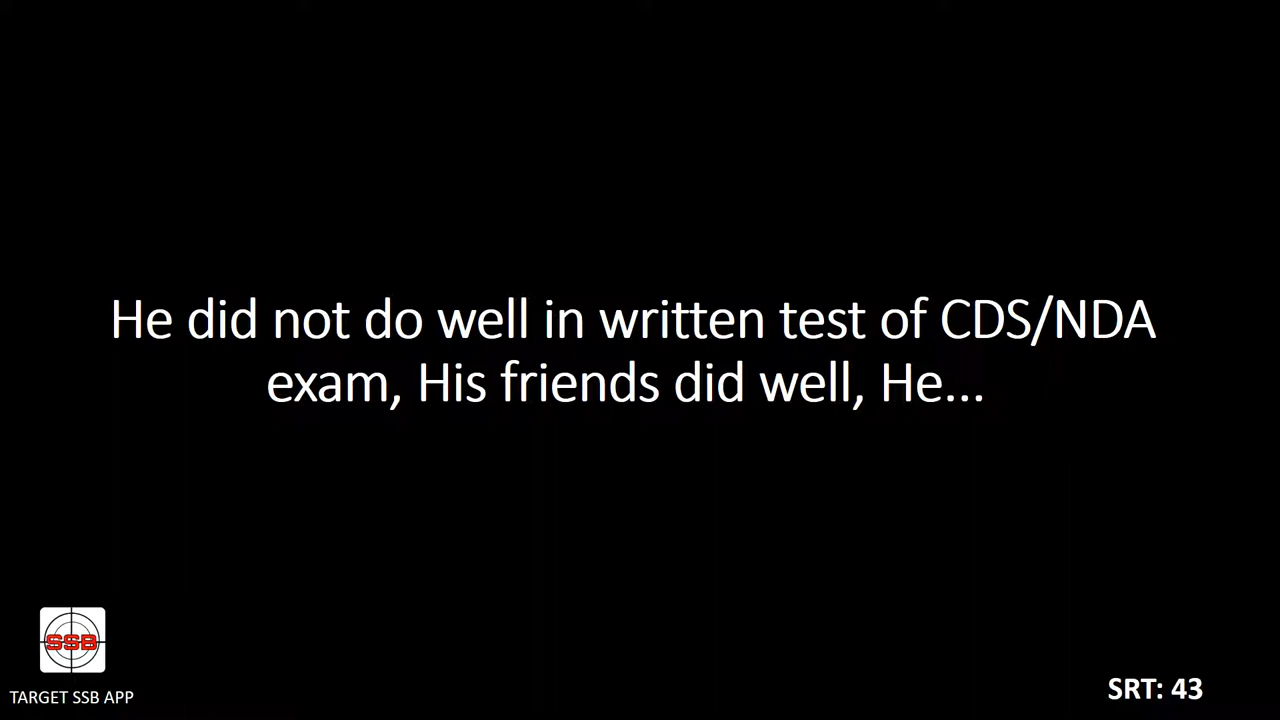 He did not do well in written test of CDS/NDA
exam, His friends did well, He...
SSB
TARGET SSB APP
SRT: 43